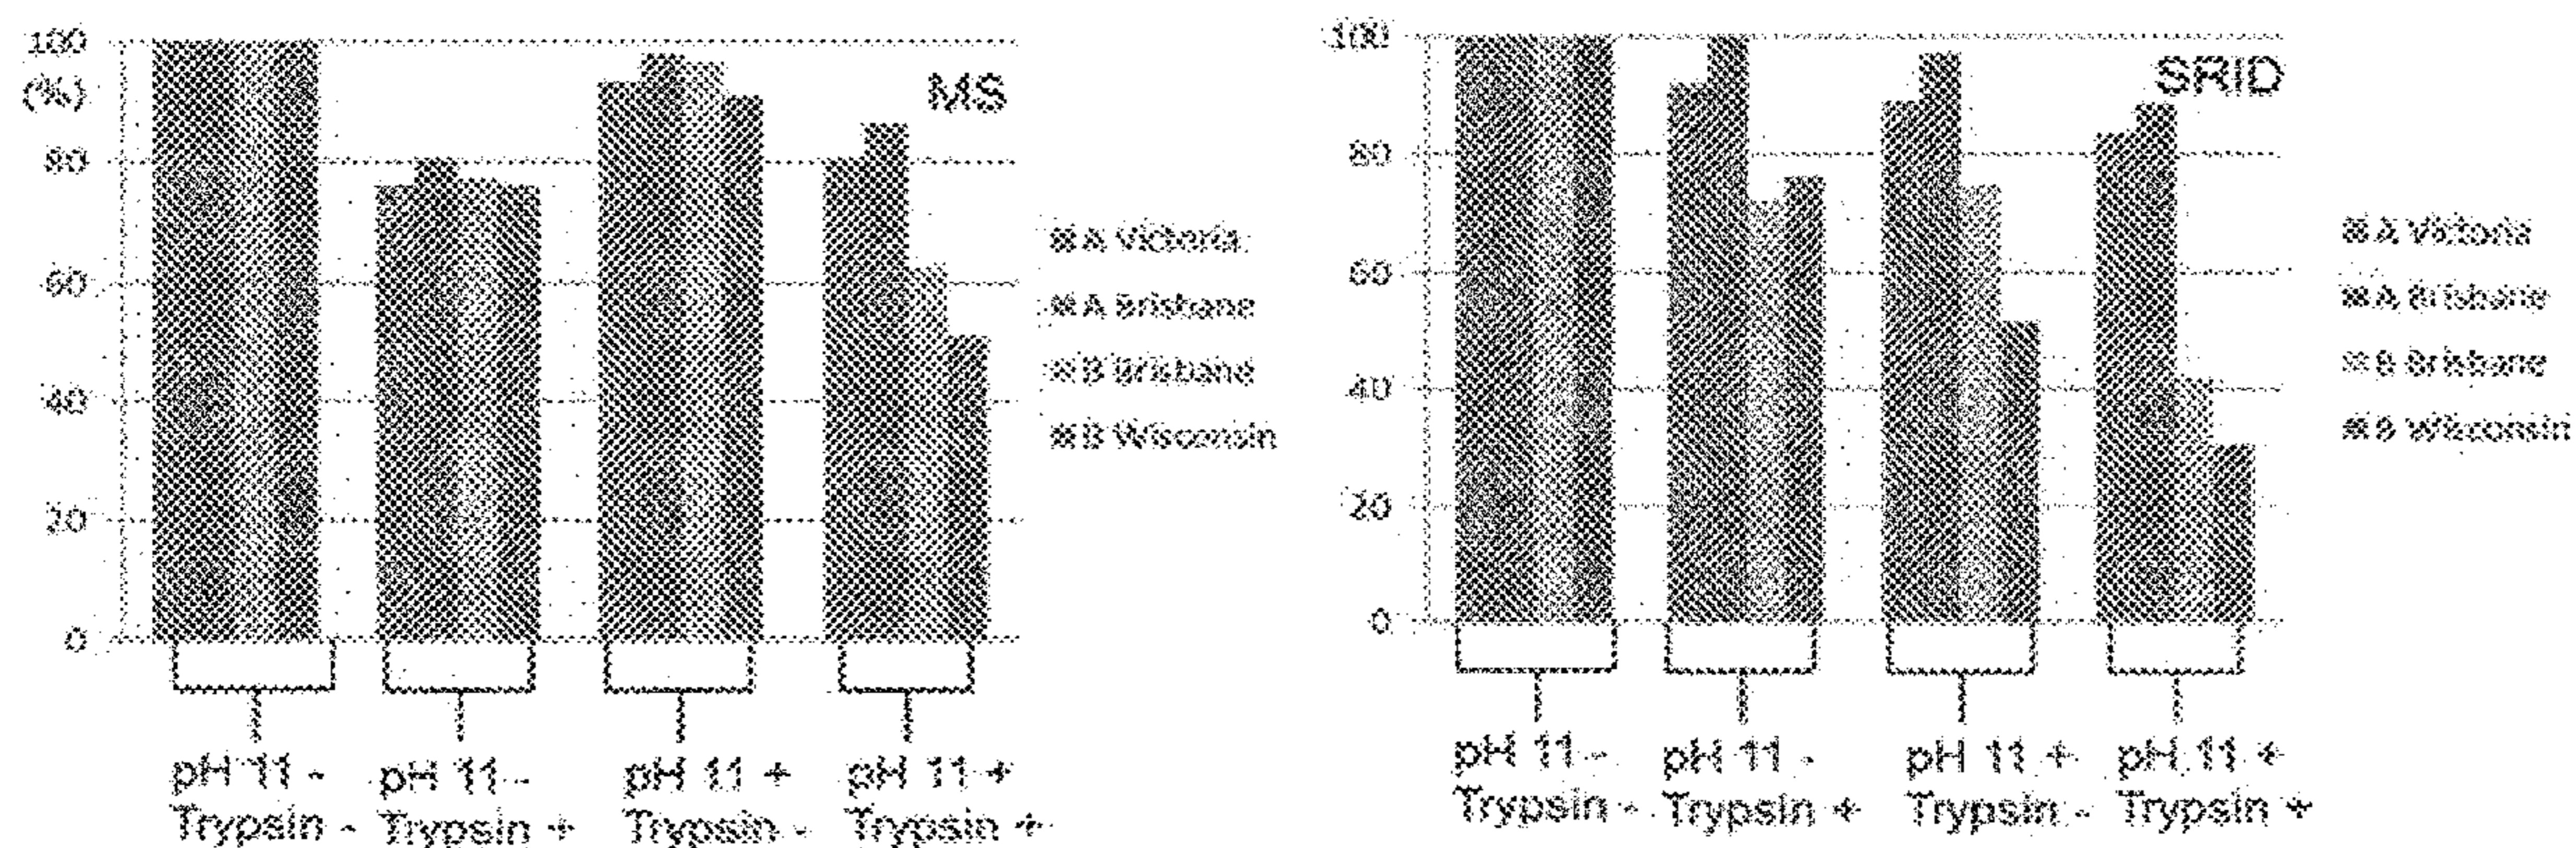 100
(%)
80
60
40
20
0
MS
A Victoria
A Brisbane
B Brisbane
B Wisconsin
pH 11 -
Trypsin -
pH 11 -
Trypsin +
pH 11 +
Trypsin -
pH 11 +
Trypsin +
100
80
60
40
20
0
SRID
A Victoria
A Brisbane
B Brisbane
B Wisconsin
pH 11 -
Trypsin -
pH 11 -
Trypsin +
pH 11 +
Trypsin -
pH 11 +
Trypsin +